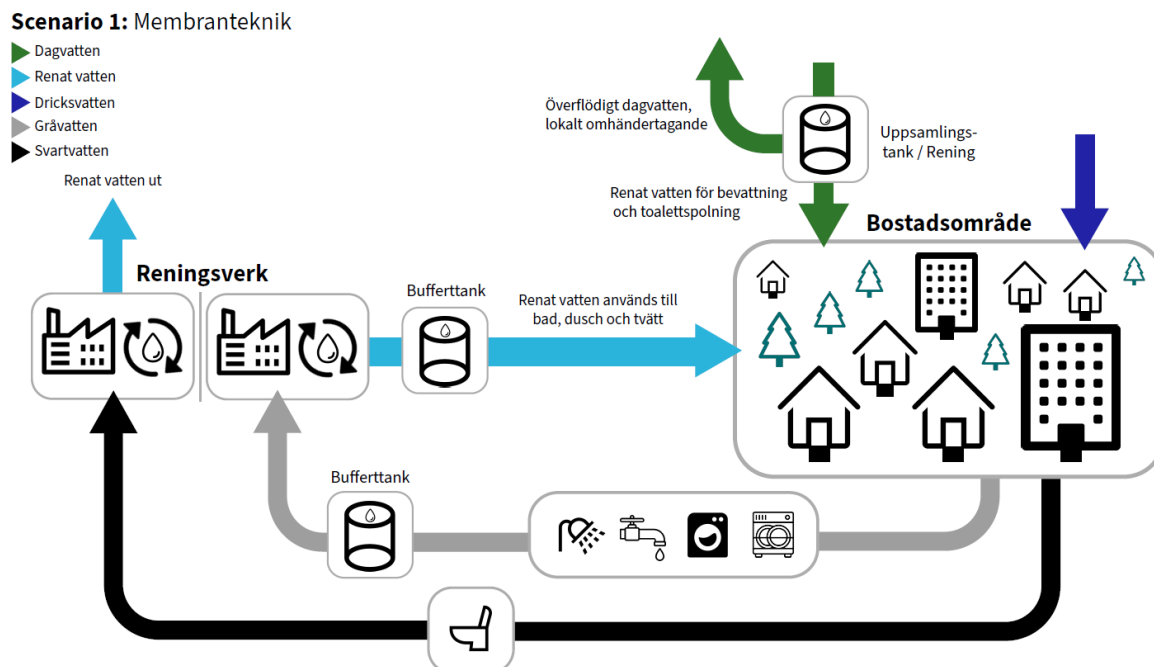 Scenario 1: Membranteknik
Dagvatten
Renat vatten
Dricksvatten
Gråvatten
Svartvatten
Renat vatten ut
Överflödigt dagvatten,
lokalt omhändertagande
Uppsamlings-
tank / Rening
Renat vatten för bevattning
och toalettspolning
Bostadsområde
Reningsverk
Bufferttank
Renat vatten används till
bad, dusch och tvätt
Bufferttank